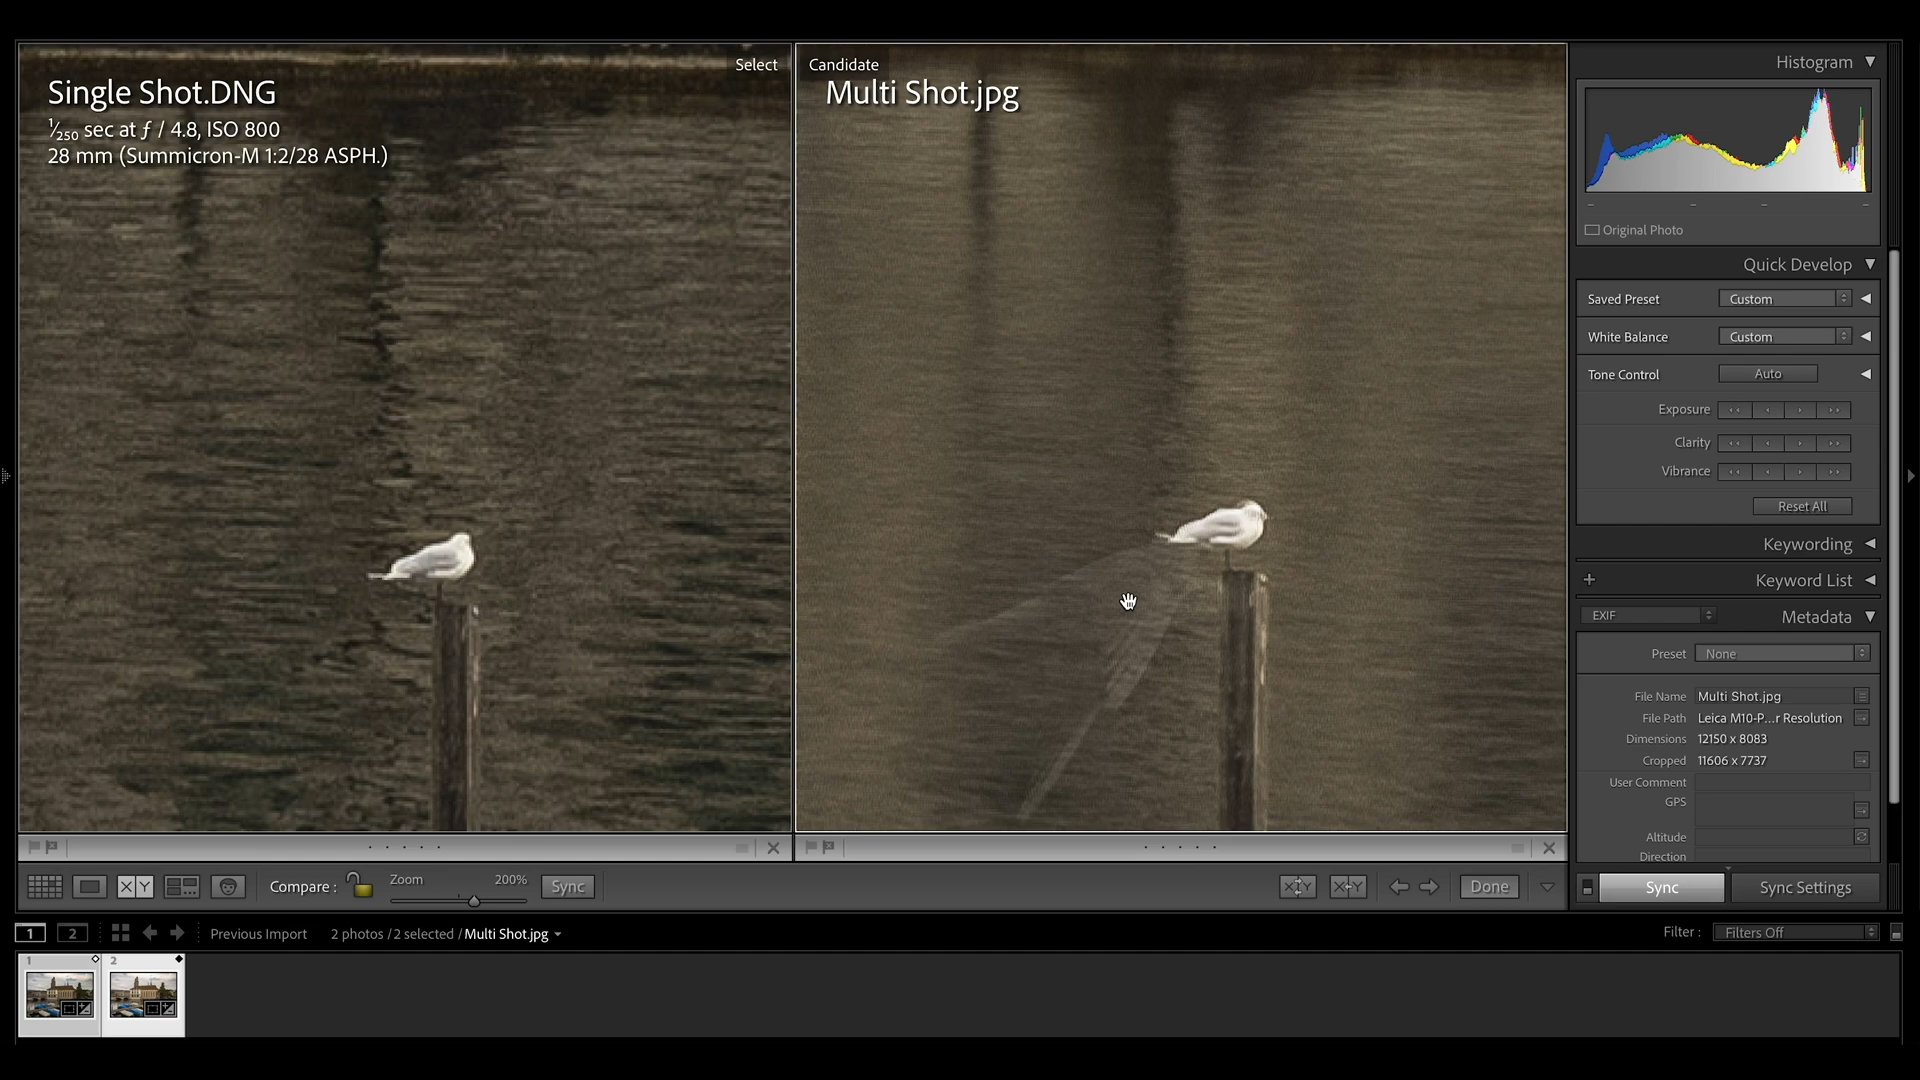 Single Shot.DNG
1/250 sec at ƒ / 4.8, ISO 800
28 mm (Summicron-M 1:2/28 ASPH.)
Select
Candidate
Multi Shot.jpg
Histogram
Original Photo
Quick Develop
Saved Preset Custom
White Balance Custom
Tone Control Auto
Exposure
Clarity
Vibrance
Reset All
Keywording
+ Keyword List
EXIF Metadata
Preset None
File Name Multi Shot.jpg
File Path Leica M10-P...r Resolution
Dimensions 12150 x 8083
Cropped 11606 x 7737
User Comment
GPS
Altitude
Direction
X Y Compare : Zoom 200% Sync
X Y X Y Done
Sync Sync Settings
1 2 Previous Import 2 photos / 2 selected / Multi Shot.jpg
Filter : Filters Off
1 2